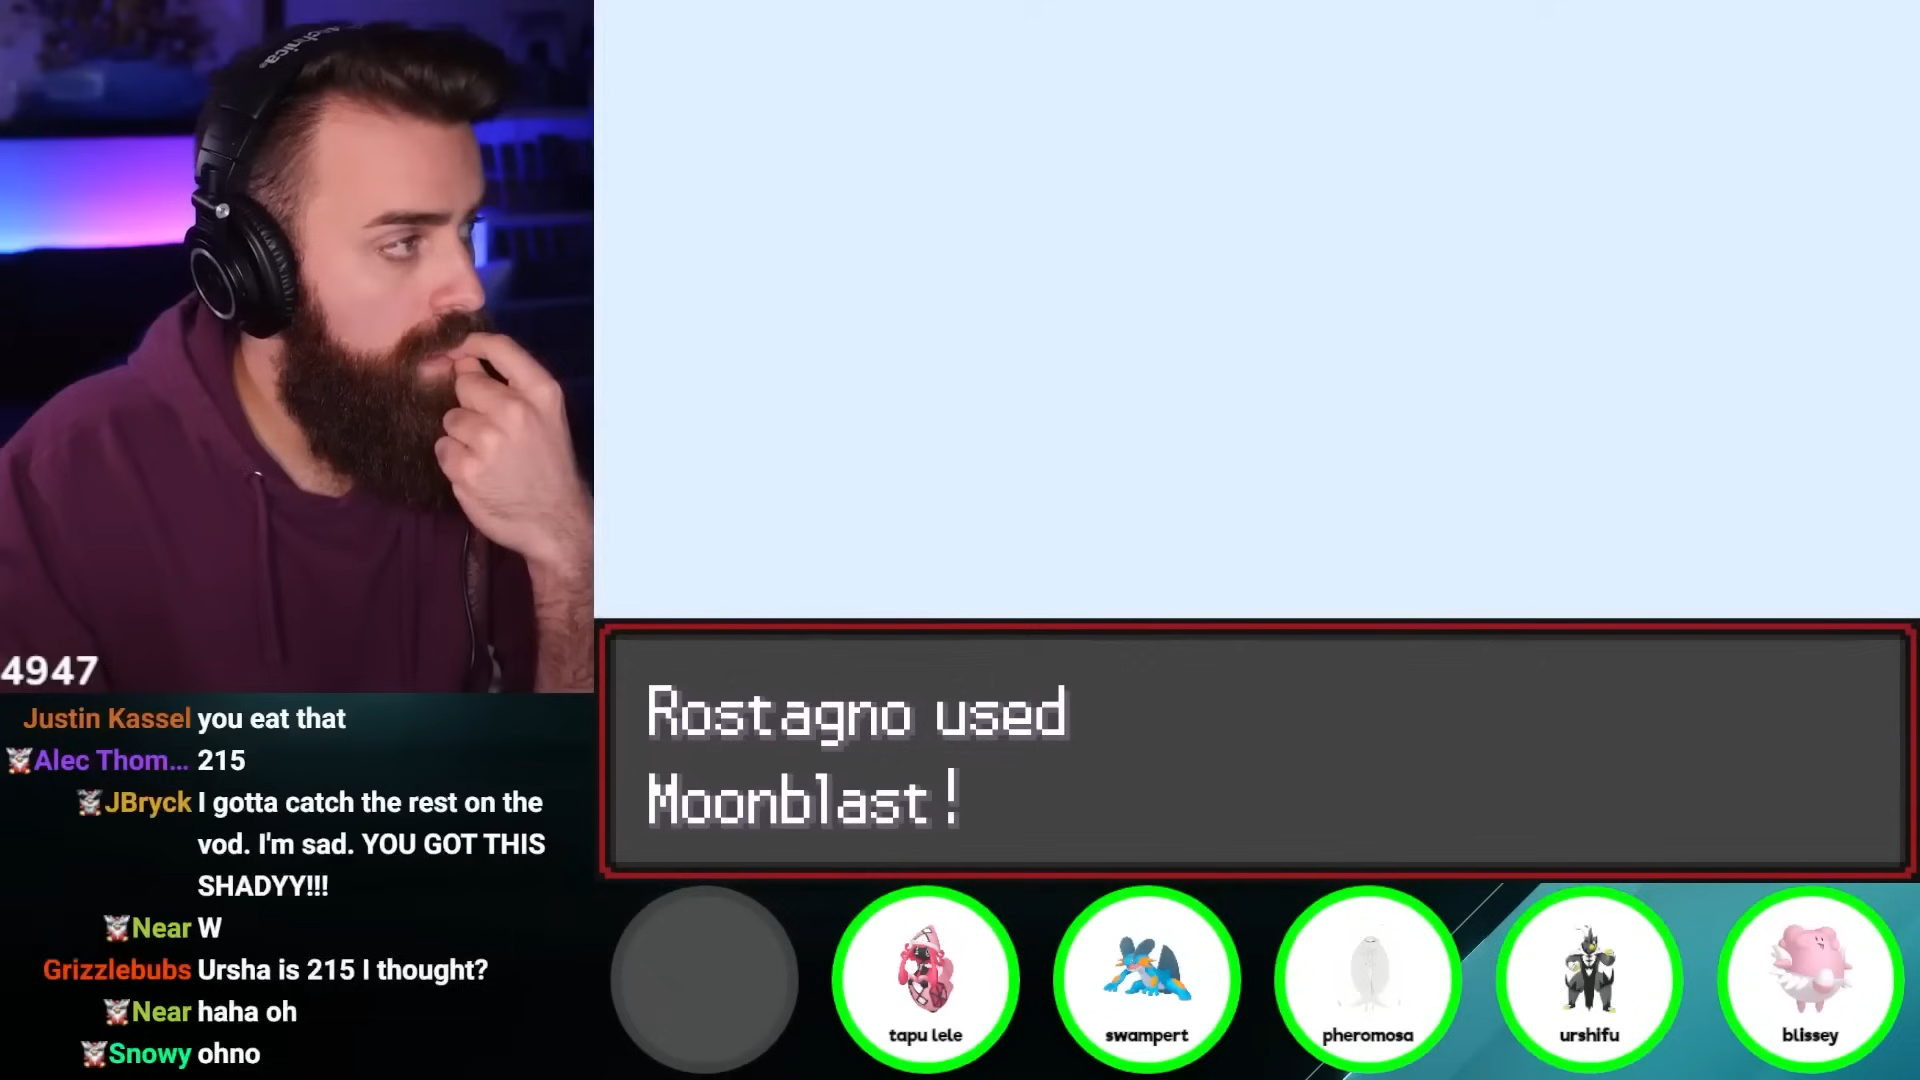 4947
Justin Kassel you eat that
Alec Thom... 215
JBryck I gotta catch the rest on the
vod. I'm sad. YOU GOT THIS
SHADYY!!!
Near W
Grizzlebubs Ursha is 215 I thought?
Near haha oh
Snowy ohno
Rostagno used
Moonblast!
tapu lele
swampert
pheromosa
urshifu
blissey